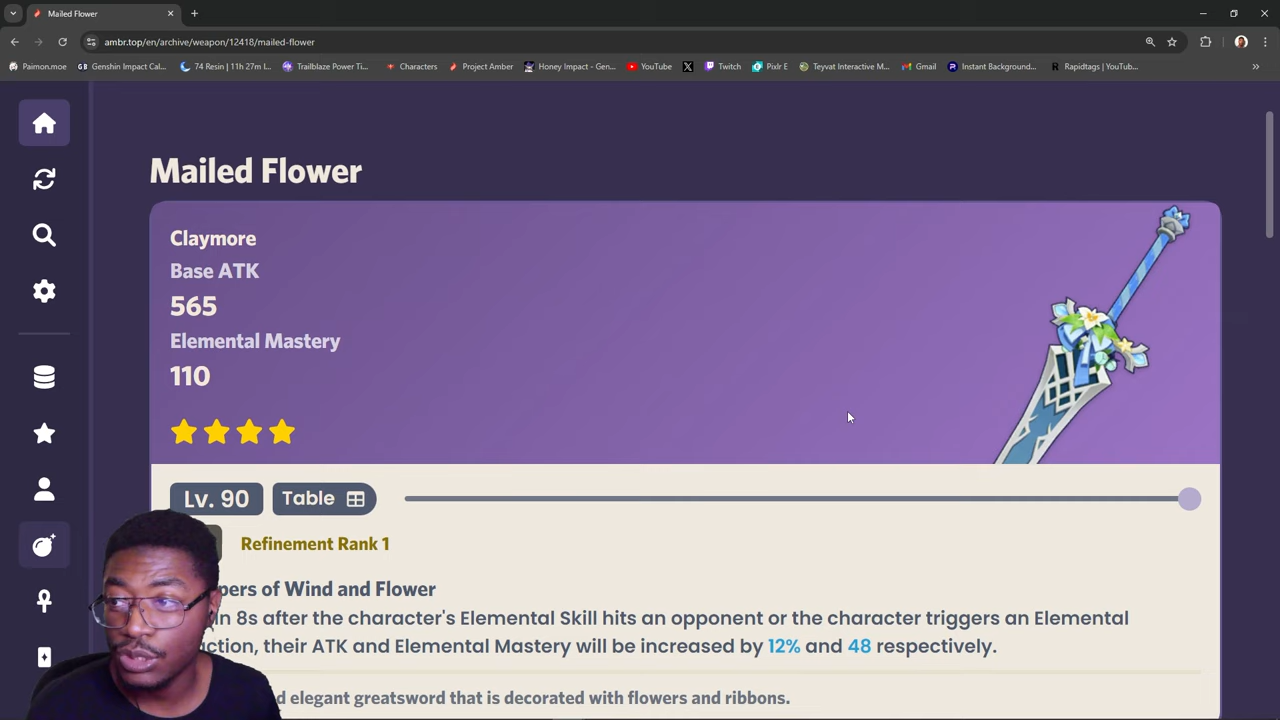 Mailed Flower
ambr.top/en/archive/weapon/12418/mailed-flower
Paimon.moe
Genshin Impact Cal...
74 Resin | 11h 27m l...
Trailblaze Power Ti...
Characters
Project Amber
Honey Impact - Gen...
YouTube
X
Twitch
Pixlr E
Teyvat Interactive M...
Gmail
Instant Background...
Rapidtags | YouTub...
Mailed Flower
Claymore
Base ATK
565
Elemental Mastery
110
Lv. 90
Table
Refinement Rank 1
pers of Wind and Flower
in 8s after the character's Elemental Skill hits an opponent or the character triggers an Elemental
ction, their ATK and Elemental Mastery will be increased by 12% and 48 respectively.
d elegant greatsword that is decorated with flowers and ribbons.